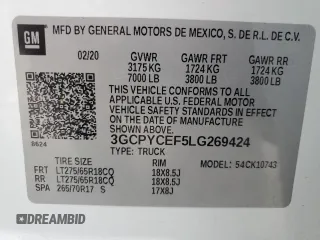 GM
MFD BY GENERAL MOTORS DE MEXICO, S. DE R.L. DE C.V.
02/20 GVWR GAWR FRT GAWR RR
3175 KG 1724 KG 1724 KG
7000 LB 3800 LB 3800 LB
THIS VEHICLE CONFORMS TO ALL APPLICABLE
U.S. FEDERAL MOTOR VEHICLE SAFETY
STANDARDS IN EFFECT ON THE DATE OF
MANUFACTURE SHOWN ABOVE.
8624
3GCPYCEF5LG269424
TYPE: TRUCK
MODEL: 54CK10743
TIRE SIZE RIM
FRT LT275/65R18CQ 18X8.5J
RR LT275/65R18CQ 18X8.5J
SPA 265/70R17 S 17X8J
DRIVERSIDE